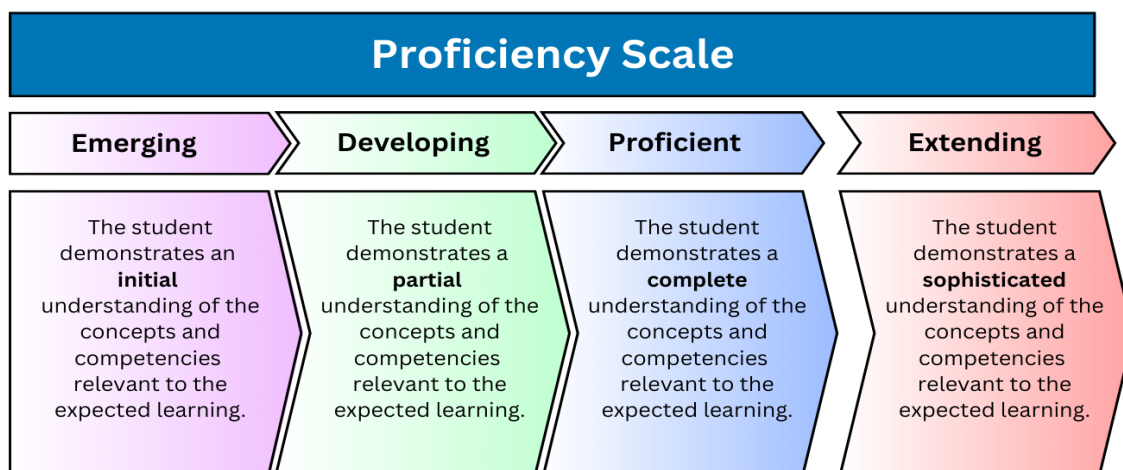 Proficiency Scale
Emerging
Developing
Proficient
Extending
The student
demonstrates an
initial
understanding of the
concepts and
competencies
relevant to the
expected learning.
The student
demonstrates a
partial
understanding of the
concepts and
competencies
relevant to the
expected learning.
The student
demonstrates a
complete
understanding of the
concepts and
competencies
relevant to the
expected learning.
The student
demonstrates a
sophisticated
understanding of the
concepts and
competencies
relevant to the
expected learning.